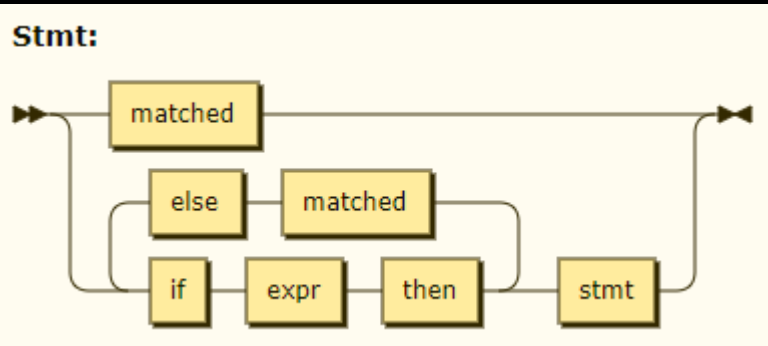 Stmt:
matched
else matched
if expr then stmt